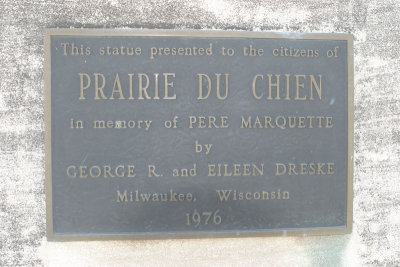 This statue presented to the citizens of
PRAIRIE DU CHIEN
in memory of PERE MARQUETTE
by
GEORGE R. and EILEEN DRESKE
Milwaukee, Wisconsin
1976